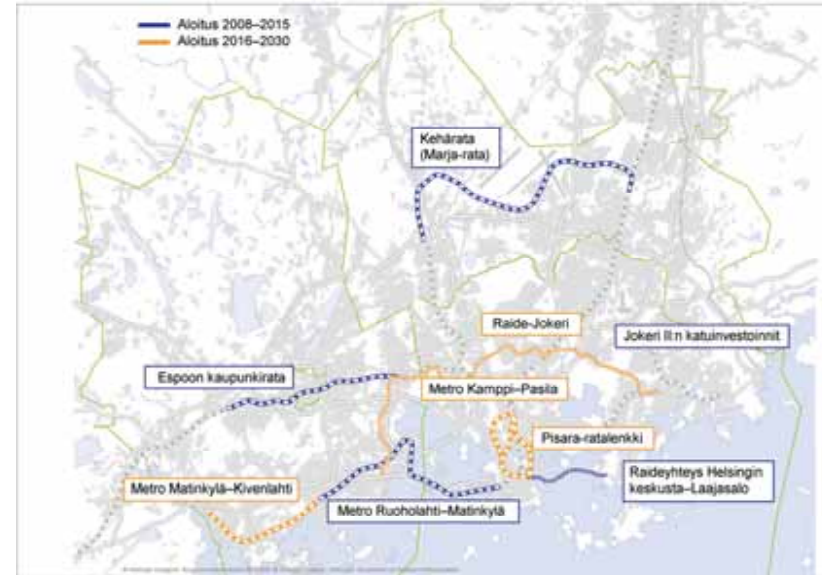 Aloitus 2008–2015
Aloitus 2016–2030
Kehärata
(Marja-rata)
Raide-Jokeri
Jokeri II:n katuinvestoinnit
Espoon kaupunkirata
Metro Kamppi–Pasila
Pisara-ratalenkki
Metro Matinkylä–Kivenlahti
Raideyhteys Helsingin
keskusta–Laajasalo
Metro Ruoholahti–Matinkylä